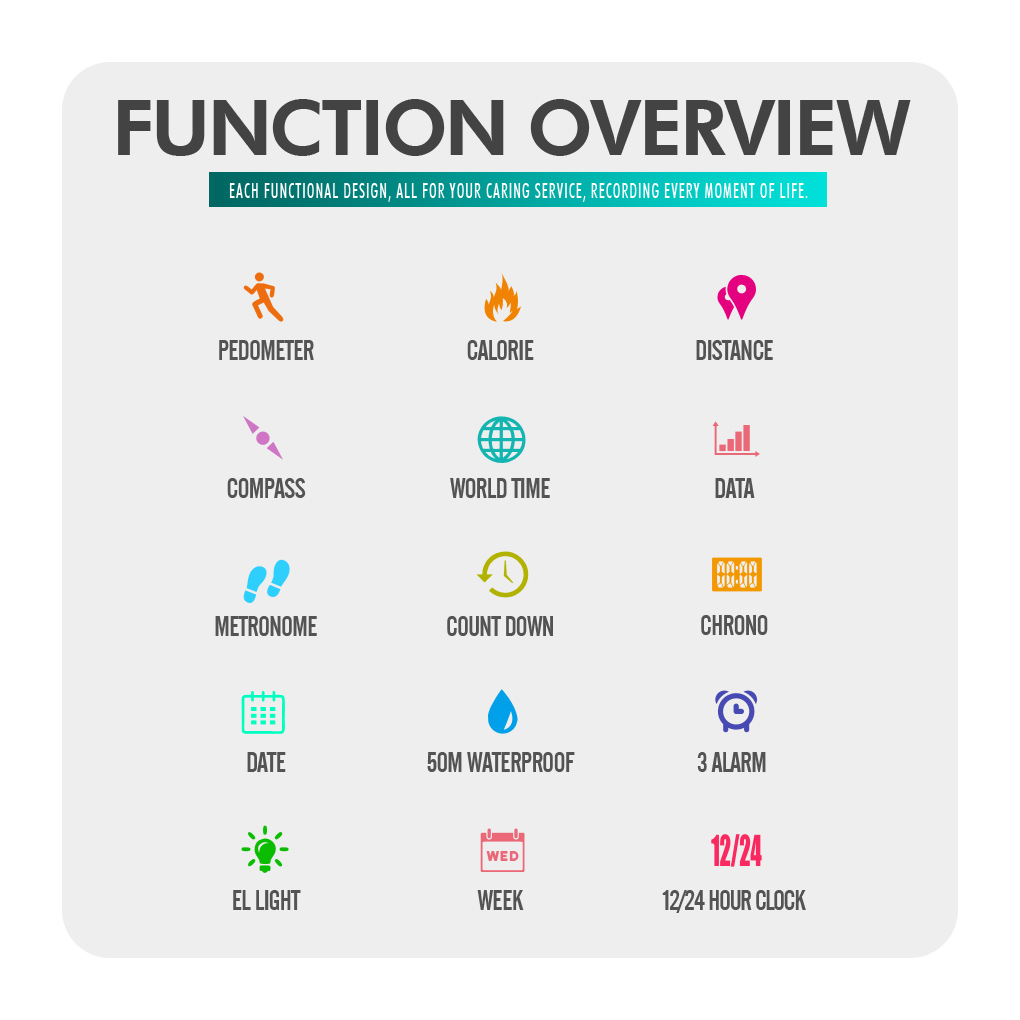 FUNCTION OVERVIEW
EACH FUNCTIONAL DESIGN, ALL FOR YOUR CARING SERVICE, RECORDING EVERY MOMENT OF LIFE.
PEDOMETER CALORIE DISTANCE
COMPASS WORLD TIME DATA
88:88
METRONOME COUNT DOWN CHRONO
DATE 50M WATERPROOF 3 ALARM
WED 12/24
EL LIGHT WEEK 12/24 HOUR CLOCK